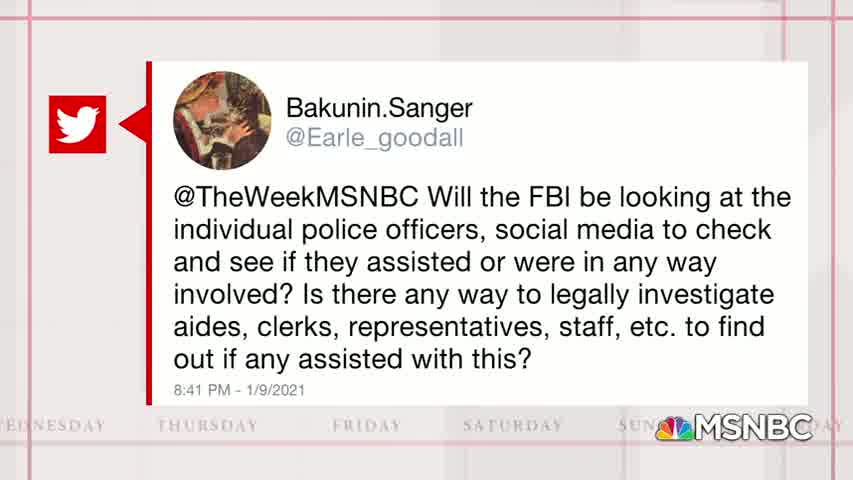 Bakunin.Sanger
@Earle_goodall
@TheWeekMSNBC Will the FBI be looking at the
individual police officers, social media to check
and see if they assisted or were in any way
involved? Is there any way to legally investigate
aides, clerks, representatives, staff, etc. to find
out if any assisted with this?
8:41 PM - 1/9/2021
EDNESDAY THURSDAY FRIDAY SATURDAY SUN DAY
MSNBC